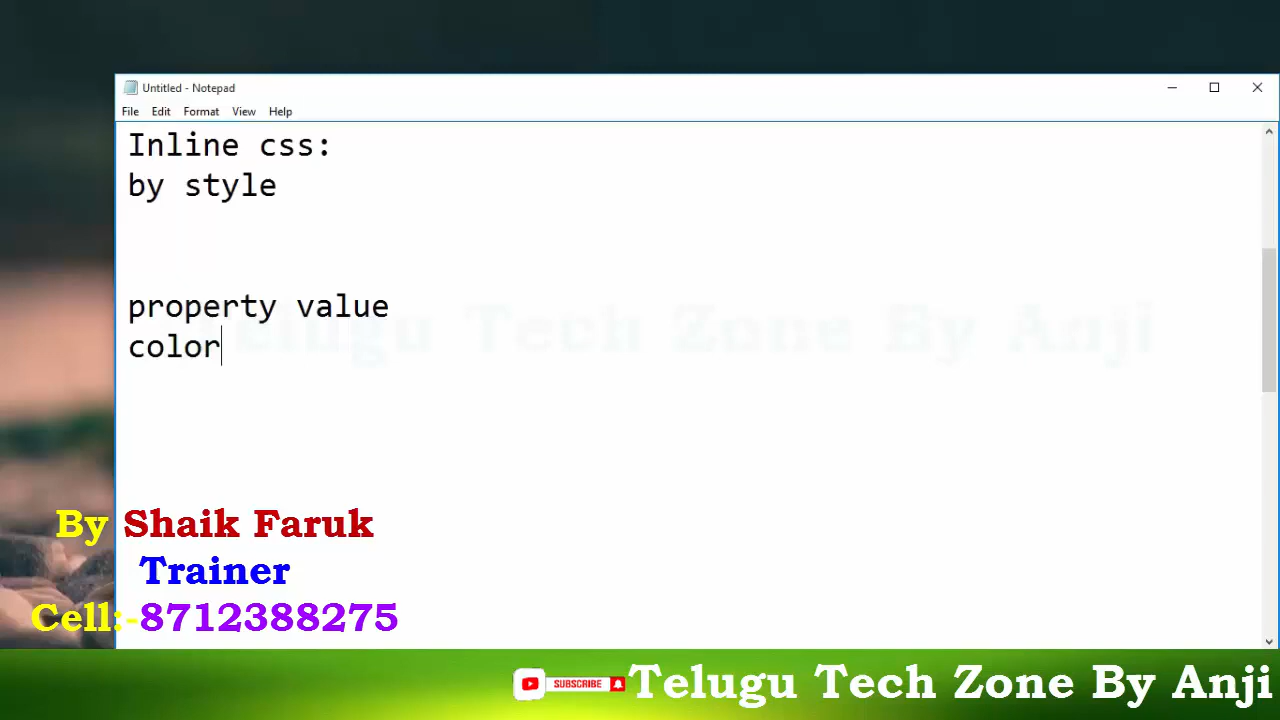 Untitled - Notepad
File Edit Format View Help
Inline css:
by style
property value
color
Telugu Tech Zone By Anji
By Shaik Faruk
Trainer
Cell:-8712388275
SUBSCRIBE
Telugu Tech Zone By Anji